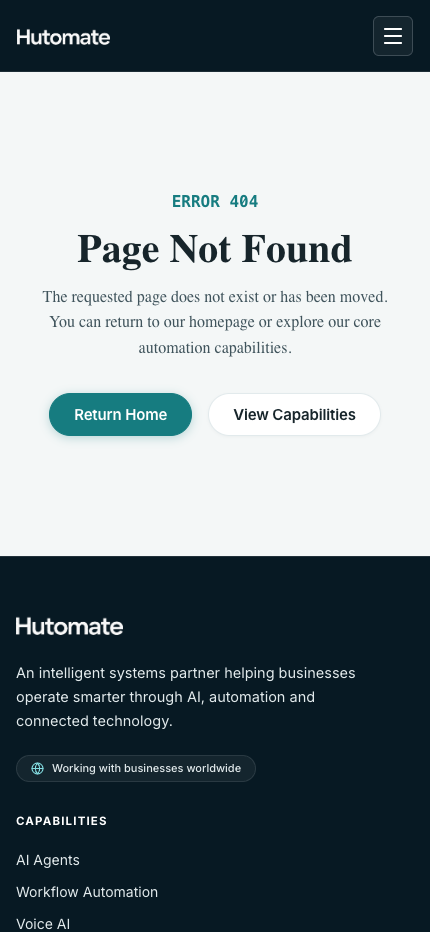 Hutomate
ERROR 404
Page Not Found
The requested page does not exist or has been moved.
You can return to our homepage or explore our core
automation capabilities.
Return Home
View Capabilities
Hutomate
An intelligent systems partner helping businesses
operate smarter through AI, automation and
connected technology.
Working with businesses worldwide
CAPABILITIES
AI Agents
Workflow Automation
Voice AI